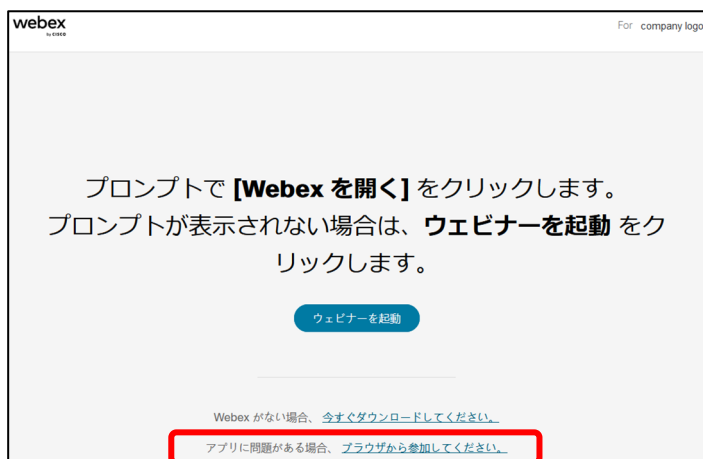 webex
by CISCO
For company logo
プロンプトで [Webex を開く] をクリックします。
プロンプトが表示されない場合は、ウェビナーを起動 をク
リックします。
ウェビナーを起動
Webex がない場合、 今すぐダウンロードしてください。
アプリに問題がある場合、 ブラウザから参加してください。